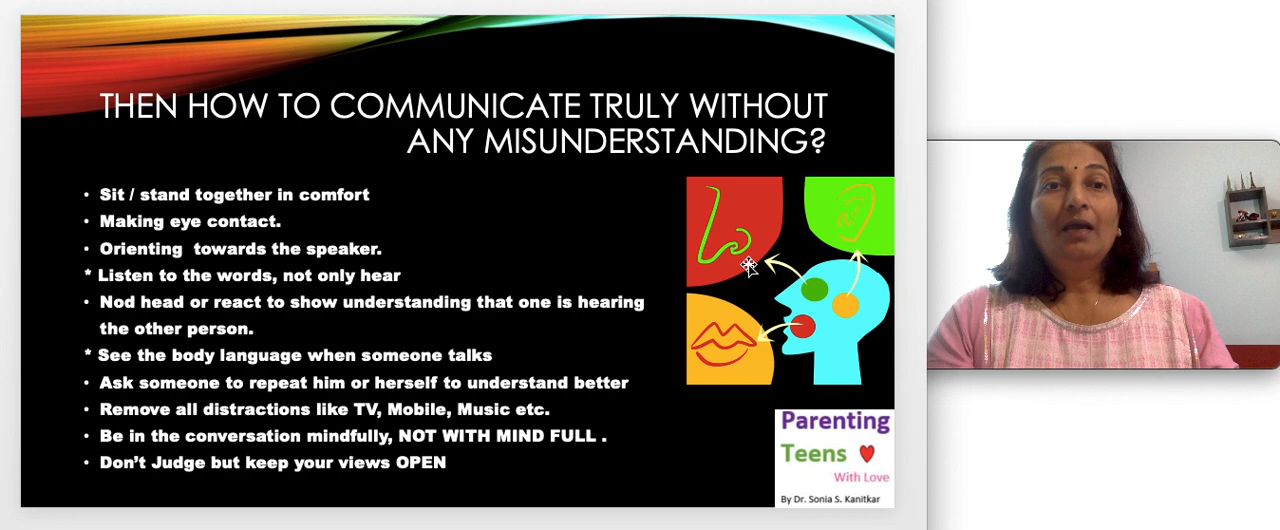 THEN HOW TO COMMUNICATE TRULY WITHOUT
ANY MISUNDERSTANDING?
• Sit / stand together in comfort
• Making eye contact.
• Orienting  towards the speaker.
* Listen to the words, not only hear
• Nod head or react to show understanding that one is hearing
the other person.
* See the body language when someone talks
• Ask someone to repeat him or herself to understand better
• Remove all distractions like TV, Mobile, Music etc.
• Be in the conversation mindfully, NOT WITH MIND FULL .
• Don’t Judge but keep your views OPEN
Parenting
Teens
With Love
By Dr. Sonia S. Kanitkar